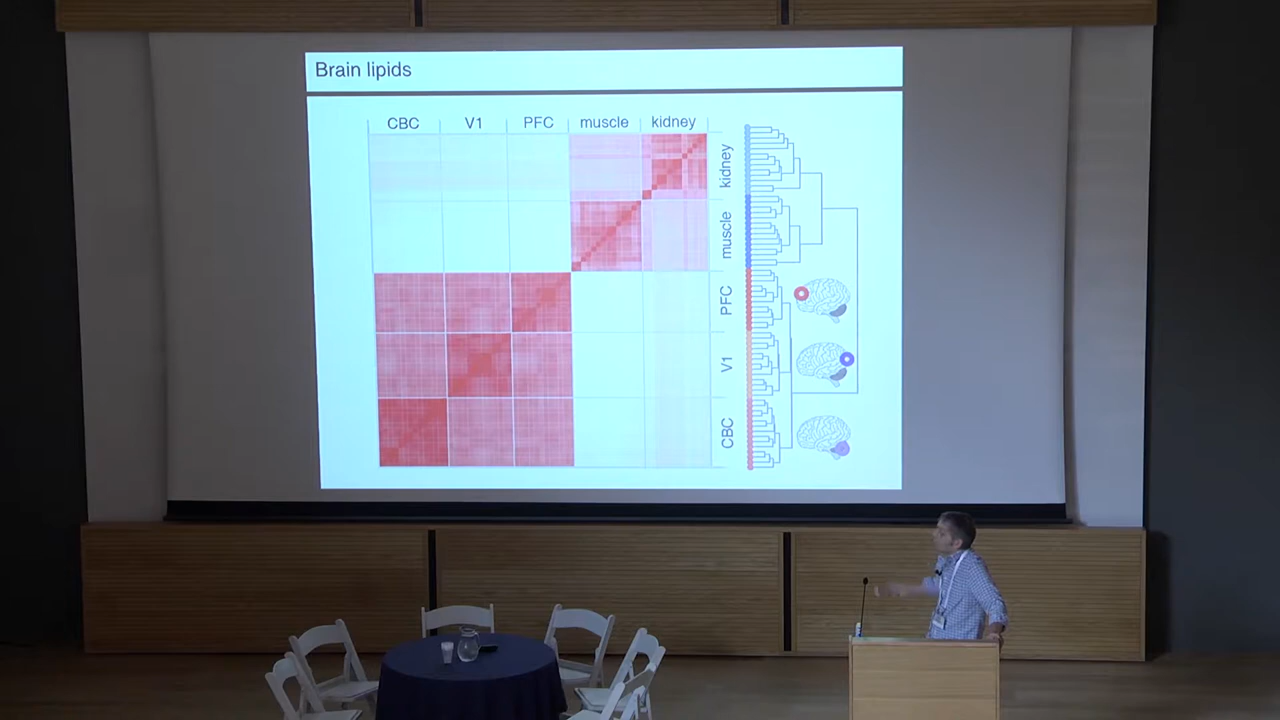 Brain lipids
CBC V1 PFC muscle kidney
kidney
muscle
PFC
V1
CBC